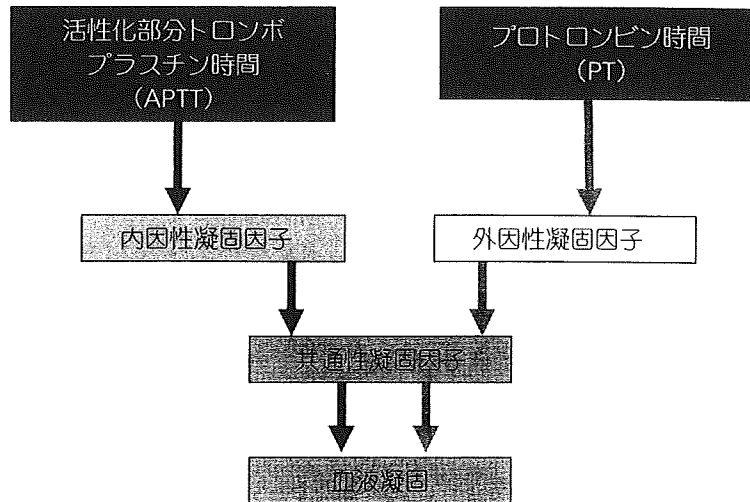 活性化部分トロンボ
プラスチン時間
(APTT)
プロトロンビン時間
(PT)
内因性凝固因子
外因性凝固因子
共通性凝固因子
血液凝固